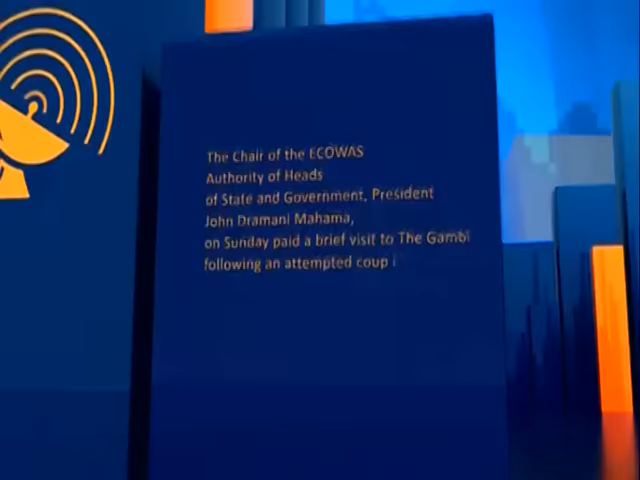 The Chair of the ECOWAS
Authority of Heads
of State and Government, President
John Dramani Mahama,
on Sunday paid a brief visit to The Gambi
following an attempted coup i